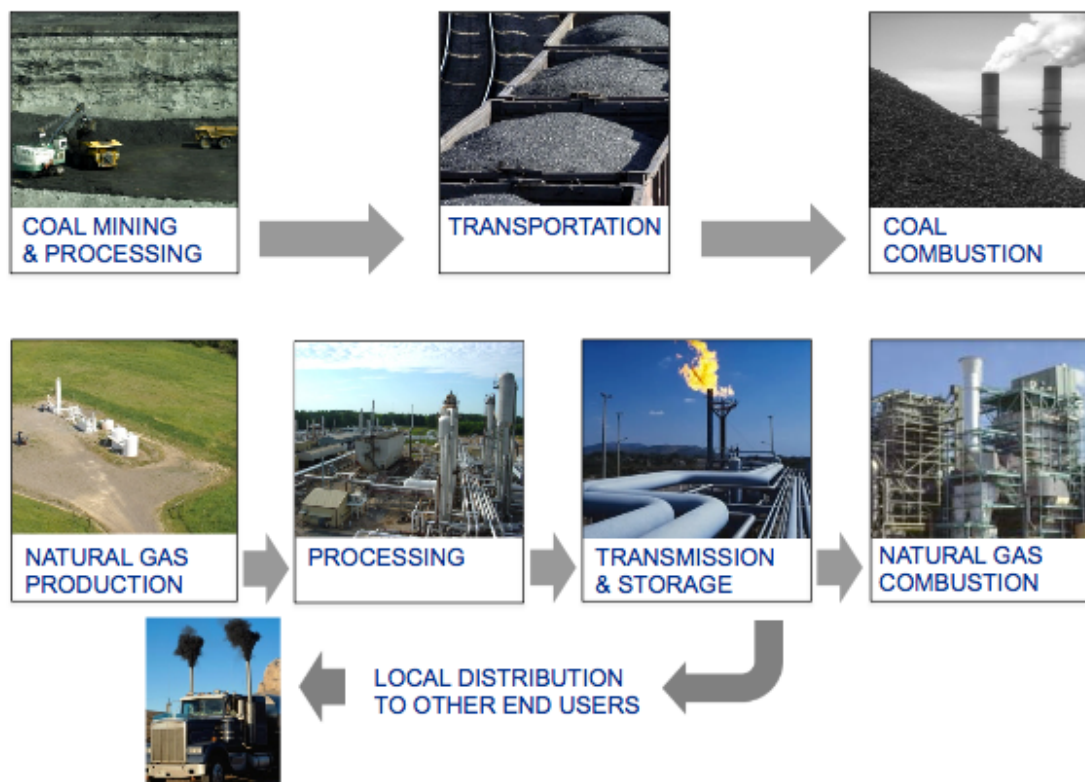 COAL MINING
& PROCESSING
TRANSPORTATION
COAL
COMBUSTION
NATURAL GAS
PRODUCTION
PROCESSING
TRANSMISSION
& STORAGE
NATURAL GAS
COMBUSTION
LOCAL DISTRIBUTION
TO OTHER END USERS